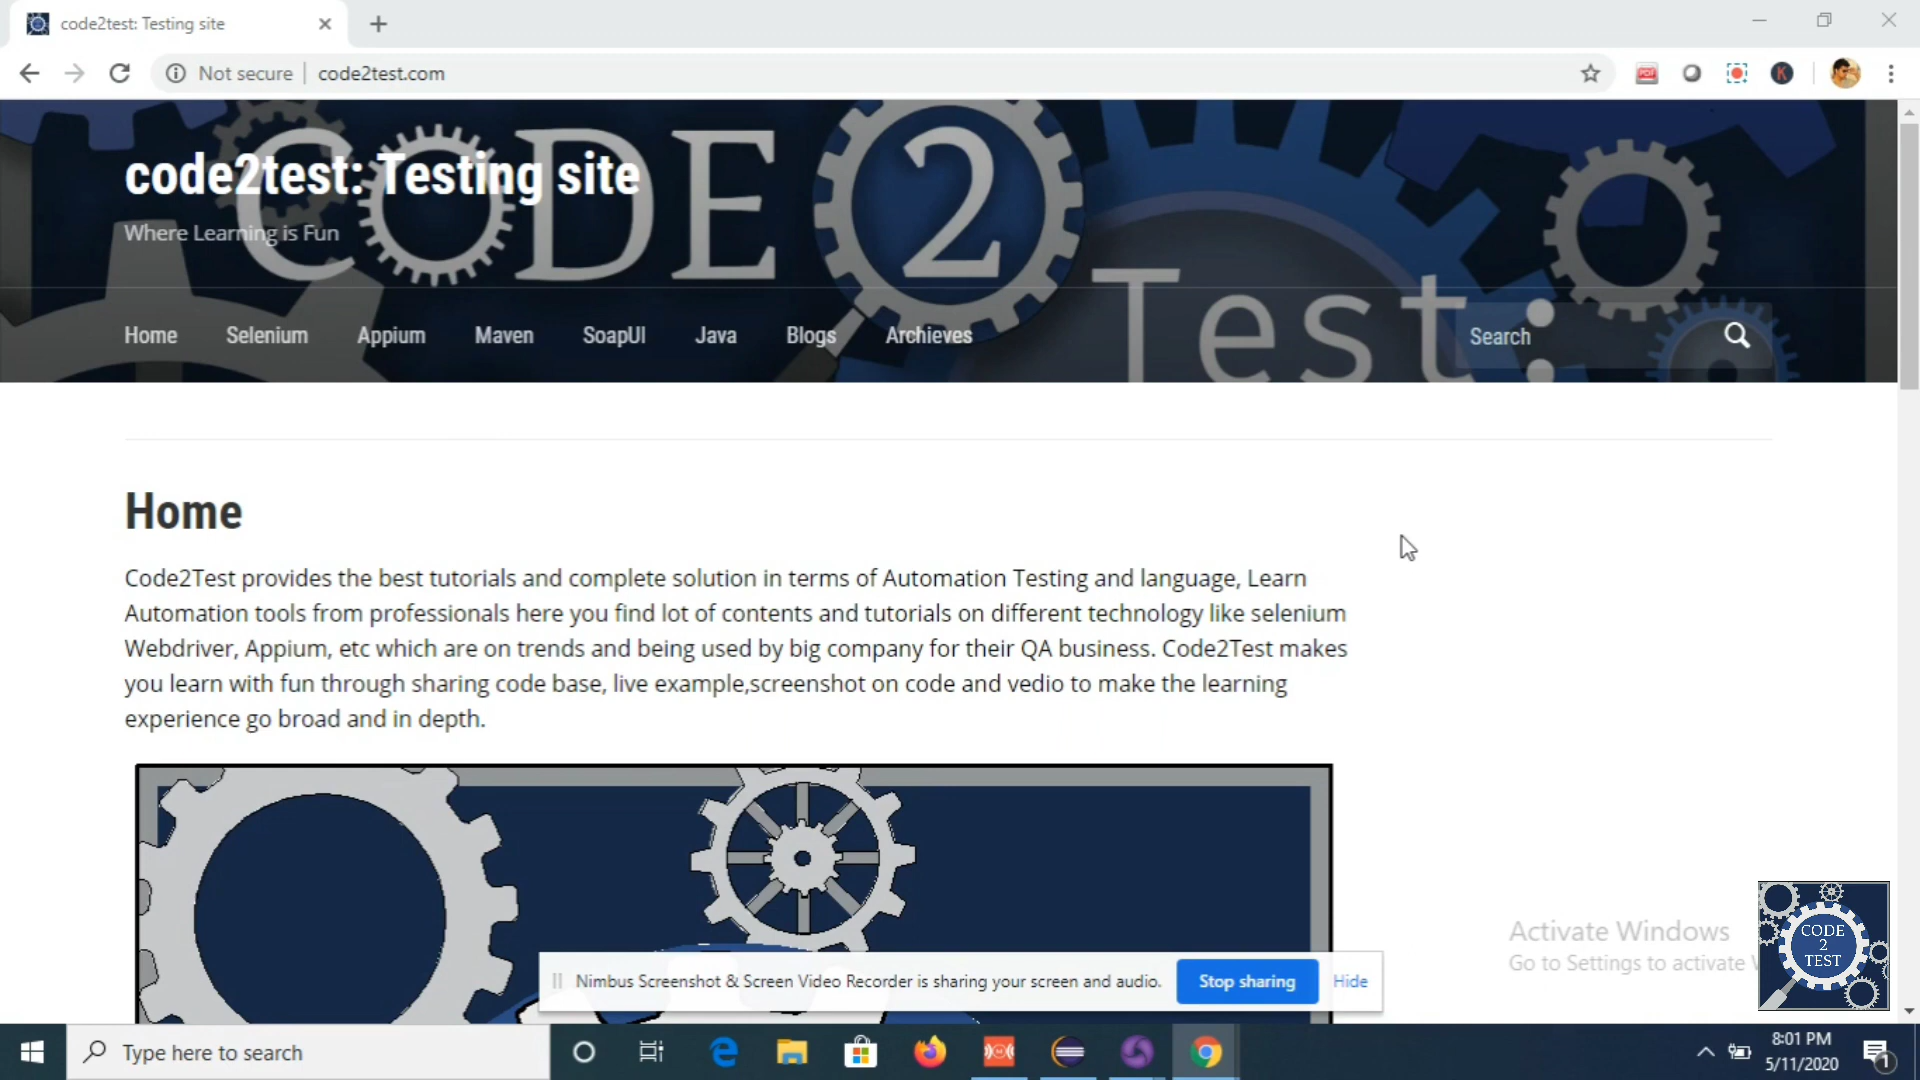 code2test: Testing site
Not secure
code2test.com
CODE 2
Test:
code2test: Testing site
Where Learning is Fun
Home
Selenium
Appium
Maven
SoapUI
Java
Blogs
Archieves
Search
Home
Code2Test provides the best tutorials and complete solution in terms of Automation Testing and language, Learn
Automation tools from professionals here you find lot of contents and tutorials on different technology like selenium
Webdriver, Appium, etc which are on trends and being used by big company for their QA business. Code2Test makes
you learn with fun through sharing code base, live example,screenshot on code and vedio to make the learning
experience go broad and in depth.
Activate Windows
Go to Settings to activate
CODE
2
TEST
Nimbus Screenshot & Screen Video Recorder is sharing your screen and audio.
Stop sharing
Hide
Type here to search
8:01 PM
5/11/2020
1